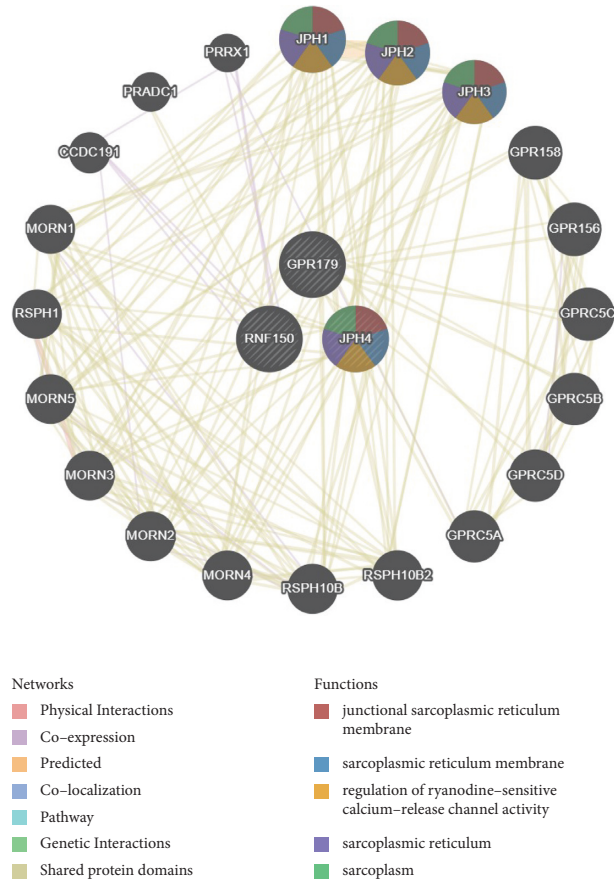 PRRX1
JPH1
JPH2
JPH3
PRADC1
CCDC191
GPR158
MORN1
GPR156
GPR179
RSPH1
GPRC5C
RNF150
JPH4
MORN5
GPRC5B
MORN3
GPRC5D
MORN2
GPRC5A
MORN4
RSPH10B
RSPH10B2
Networks
Physical Interactions
Co–expression
Predicted
Co–localization
Pathway
Genetic Interactions
Shared protein domains
Functions
junctional sarcoplasmic reticulum
membrane
sarcoplasmic reticulum membrane
regulation of ryanodine–sensitive
calcium–release channel activity
sarcoplasmic reticulum
sarcoplasm